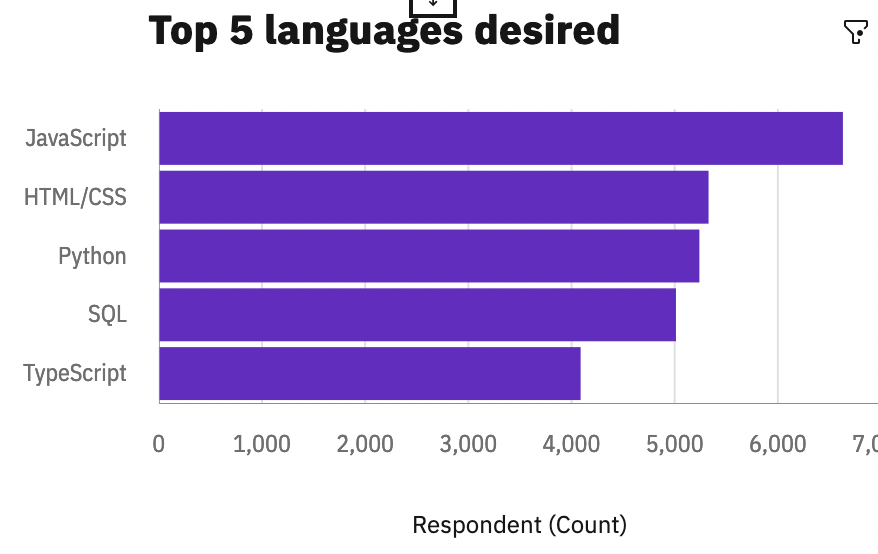 Top 5 languages desired
JavaScript
HTML/CSS
Python
SQL
TypeScript
0 1,000 2,000 3,000 4,000 5,000 6,000
Respondent (Count)